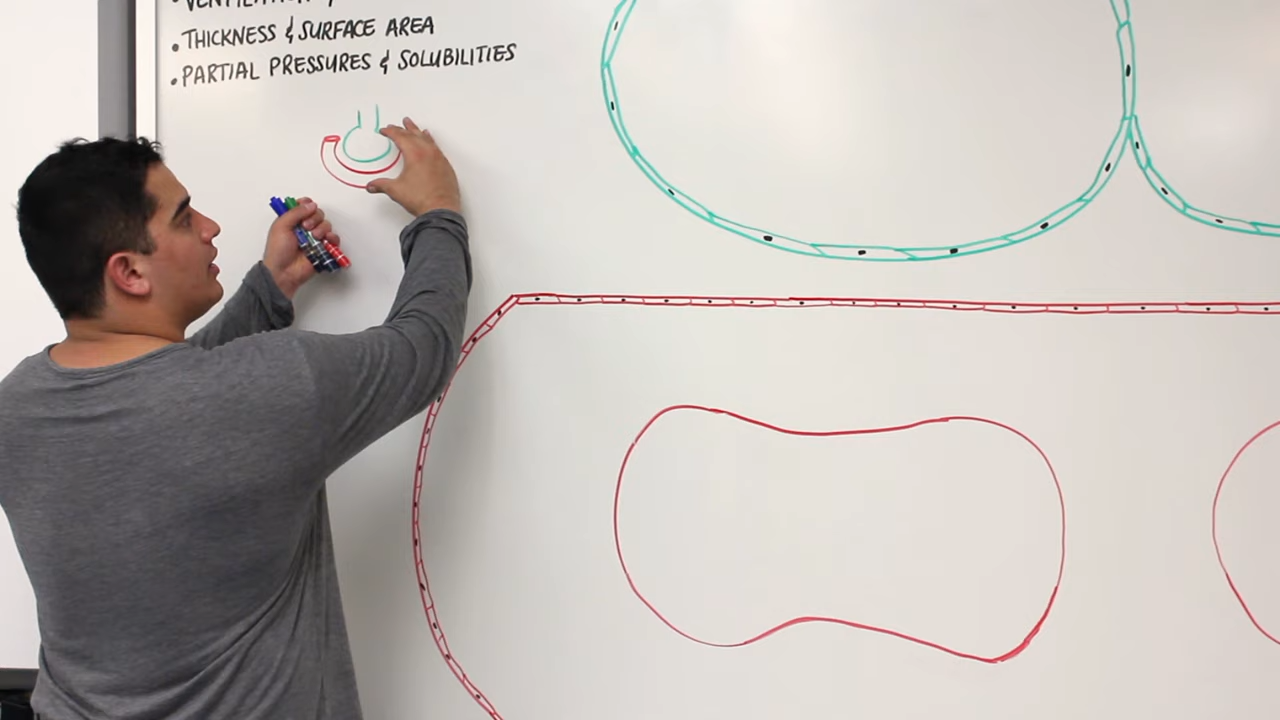 • THICKNESS & SURFACE AREA
• PARTIAL PRESSURES & SOLUBILITIES